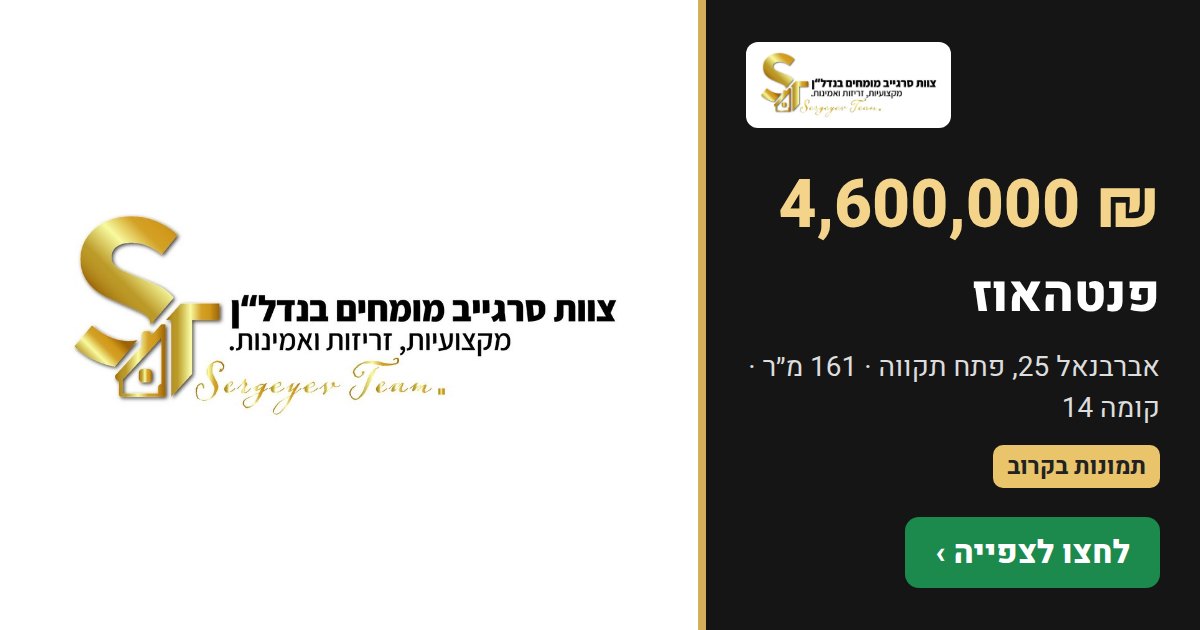 צוות סרגייב מומחים בנדל“ן
מקצועיות, זריזות ואמינות.
Sergeyev Team
צוות סרגייב מומחים בנדל“ן
מקצועיות, זריזות ואמינות.
Sergeyev Team
4,600,000 ₪
פנטהאוז
אברבנאל 25, פתח תקווה · 161 מ״ר ·
קומה 14
תמונות בקרוב
לחצו לצפייה ›